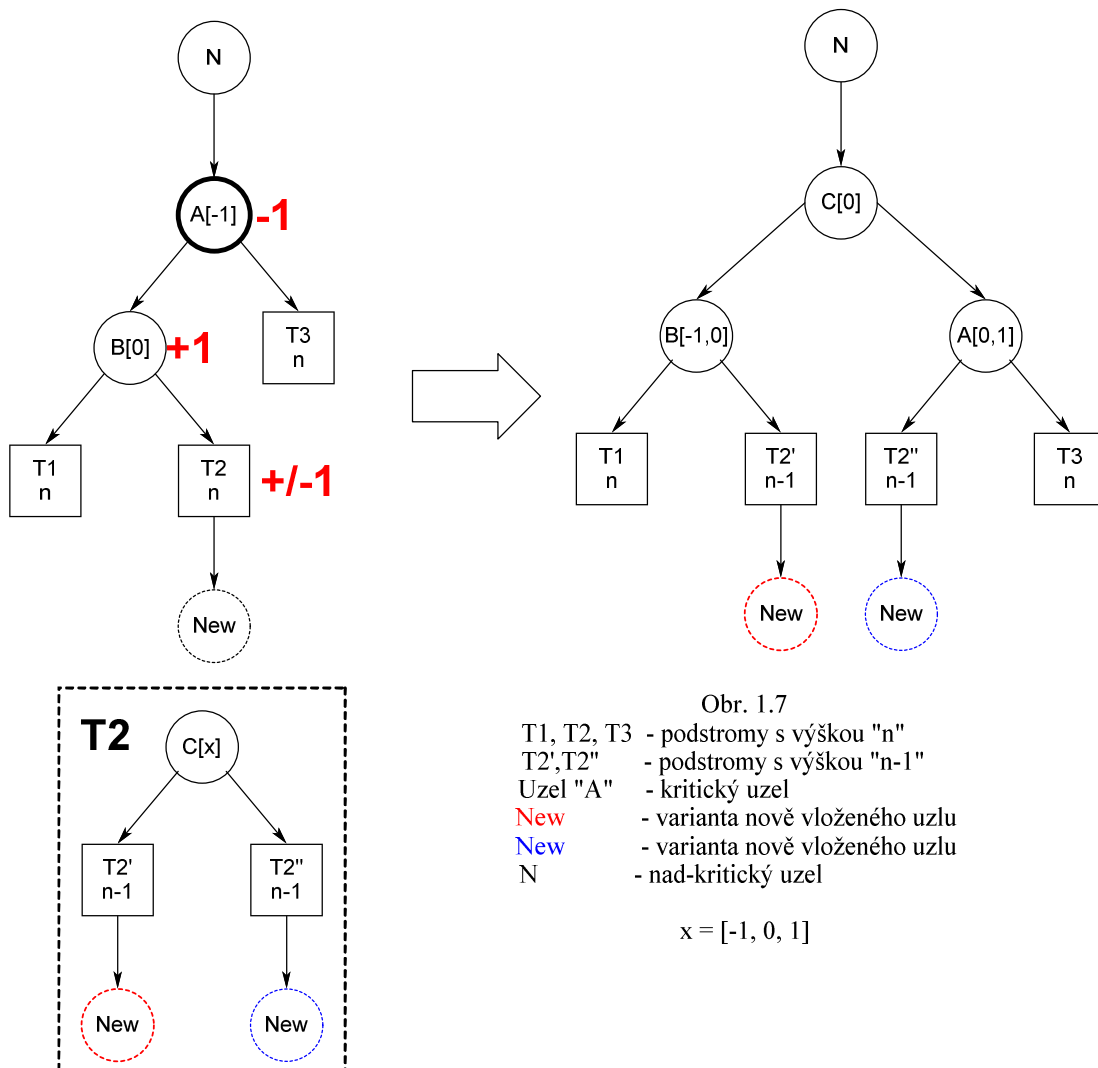 N
A[-1] -1
B[0] +1
T3
n
T1
n
T2
n
+/-1
New
T2
C[x]
T2'
n-1
T2''
n-1
New
New
N
C[0]
B[-1,0]
A[0,1]
T1
n
T2'
n-1
T2''
n-1
T3
n
New
New
Obr. 1.7
T1, T2, T3 - podstromy s výškou "n"
T2',T2" - podstromy s výškou "n-1"
Uzel "A" - kritický uzel
New - varianta nově vloženého uzlu
New - varianta nově vloženého uzlu
N - nad-kritický uzel
x = [-1, 0, 1]